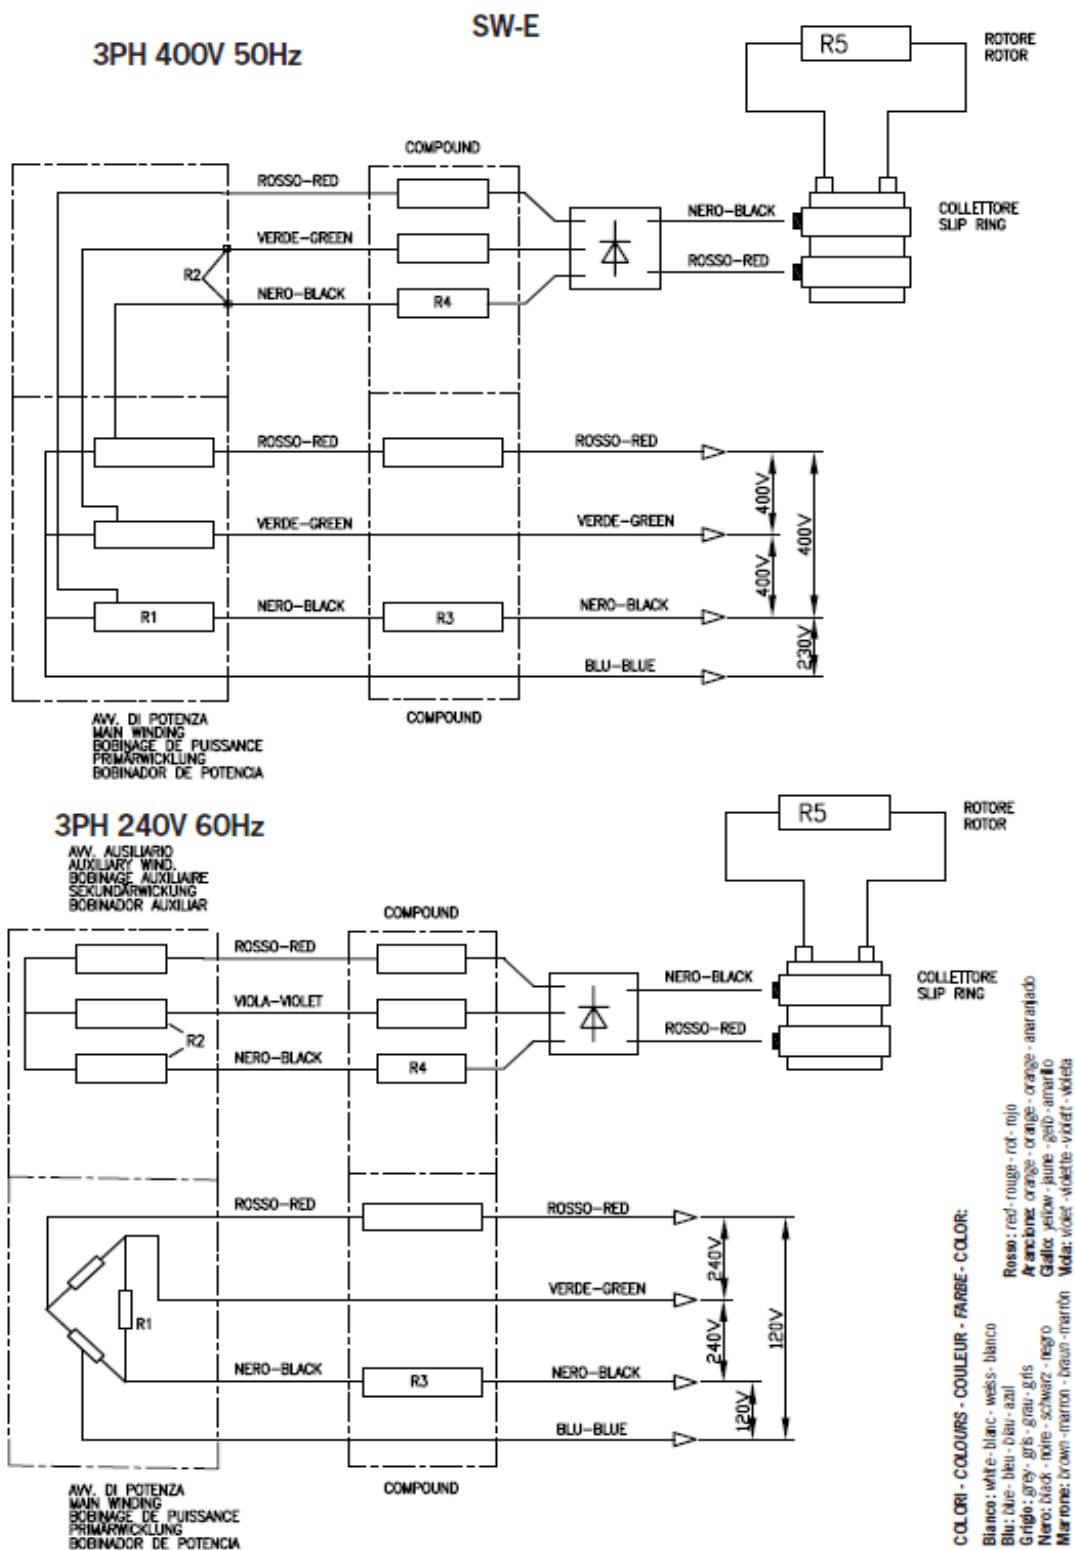 SW-E
3PH 400V 50Hz
R5
ROTORE
ROTOR
COMPOUND
ROSSO-RED
NERO-BLACK
COLLETTORE
SLIP RING
VERDE-GREEN
R2
ROSSO-RED
NERO-BLACK
R4
ROSSO-RED
ROSSO-RED
400V
400V
VERDE-GREEN
VERDE-GREEN
400V
NERO-BLACK
NERO-BLACK
R1
R3
230V
BLU-BLUE
AVV. DI POTENZA
MAIN WINDING
BOBINAGE DE PUISSANCE
PRIMÄRWICKLUNG
BOBINADOR DE POTENCIA
COMPOUND
3PH 240V 60Hz
R5
ROTORE
ROTOR
AVV. AUSILIARIO
AUXILIARY WIND.
BOBINAGE AUXILIAIRE
SEKUNDÄRWICKUNG
BOBINADOR AUXILIAR
COMPOUND
ROSSO-RED
NERO-BLACK
COLLETTORE
SLIP RING
VIOLA-VIOLET
R2
ROSSO-RED
NERO-BLACK
R4
ROSSO-RED
ROSSO-RED
240V
VERDE-GREEN
R1
240V
120V
NERO-BLACK
NERO-BLACK
R3
120V
BLU-BLUE
COMPOUND
AVV. DI POTENZA
MAIN WINDING
BOBINAGE DE PUISSANCE
PRIMÄRWICKLUNG
BOBINADOR DE POTENCIA
COLORI - COLOURS - COULEUR - FARBE - COLOR:
Bianco: white - blanc - weiss - blanco
Blu: blue - bleu - blau - azul
Grigio: grey - gris - grau - gris
Nero: black - noire - schwarz - negro
Marrone: brown - marron - braun - marrón
Rosso: red - rouge - rot - rojo
Arancione: orange - orange - orange - anaranjado
Giallo: yellow - jaune - gelb - amarillo
Viola: violet - violette - violett - violeta